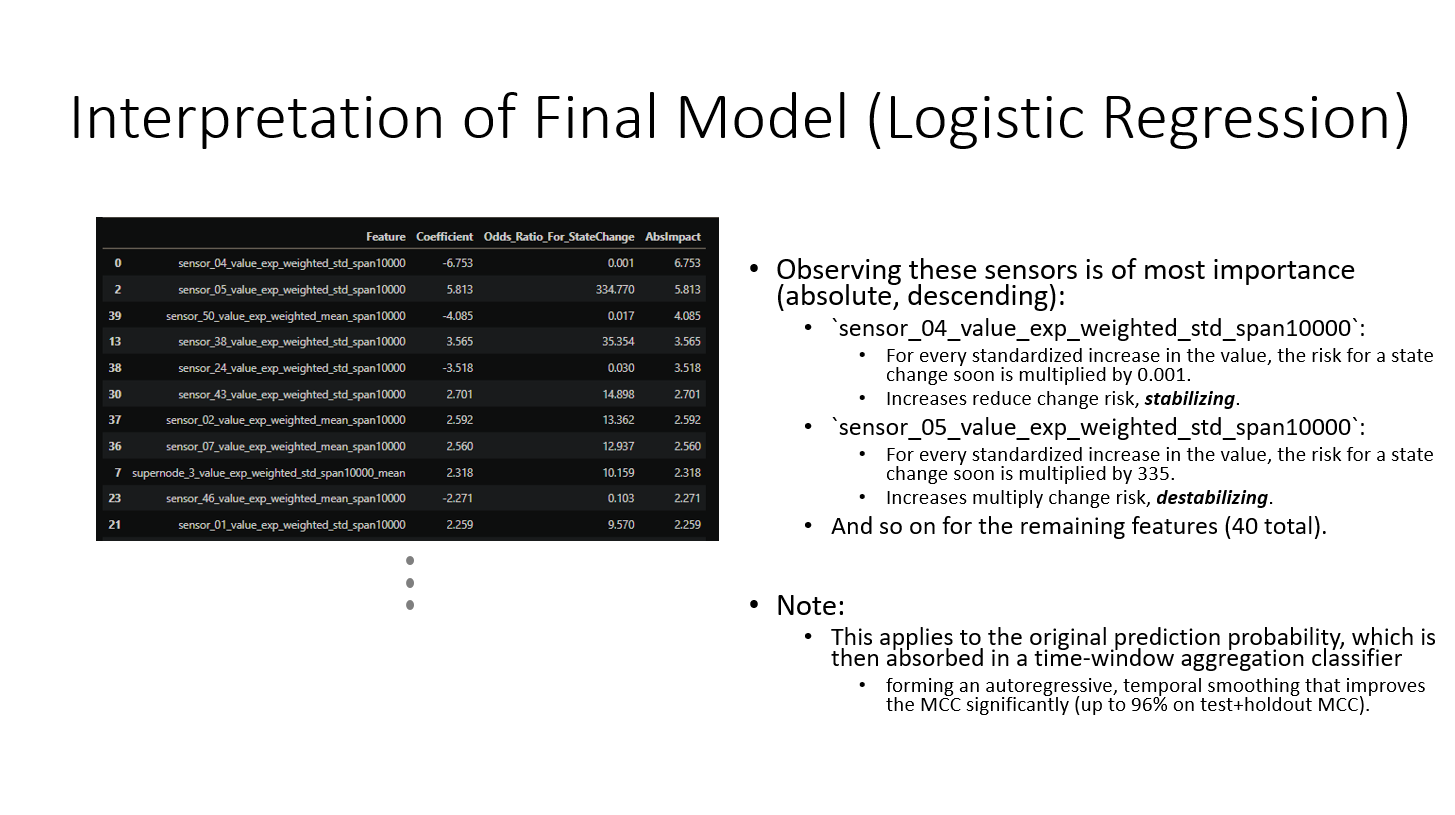 Interpretation of Final Model (Logistic Regression)
Feature Coefficient Odds_Ratio_For_StateChange AbsImpact
0 sensor_04_value_exp_weighted_std_span10000 -6.753 0.001 6.753
2 sensor_05_value_exp_weighted_std_span10000 5.813 334.770 5.813
39 sensor_50_value_exp_weighted_mean_span10000 -4.085 0.017 4.085
13 sensor_38_value_exp_weighted_std_span10000 3.565 35.354 3.565
38 sensor_24_value_exp_weighted_std_span10000 -3.518 0.030 3.518
30 sensor_43_value_exp_weighted_std_span10000 2.701 14.898 2.701
37 sensor_02_value_exp_weighted_std_span10000 2.592 13.362 2.592
36 sensor_07_value_exp_weighted_std_span10000 2.560 12.937 2.560
7 supernode_3_value_exp_weighted_std_span10000_mean 2.318 10.159 2.318
23 sensor_46_value_exp_weighted_mean_span10000 -2.271 0.103 2.271
21 sensor_01_value_exp_weighted_std_span10000 2.259 9.570 2.259
• Observing these sensors is of most importance
(absolute, descending):
• `sensor_04_value_exp_weighted_std_span10000`:
• For every standardized increase in the value, the risk for a state
change soon is multiplied by 0.001.
• Increases reduce change risk, stabilizing.
• `sensor_05_value_exp_weighted_std_span10000`:
• For every standardized increase in the value, the risk for a state
change soon is multiplied by 335.
• Increases multiply change risk, destabilizing.
• And so on for the remaining features (40 total).
• Note:
• This applies to the original prediction probability, which is
then absorbed in a time-window aggregation classifier
• forming an autoregressive, temporal smoothing that improves
the MCC significantly (up to 96% on test+holdout MCC).